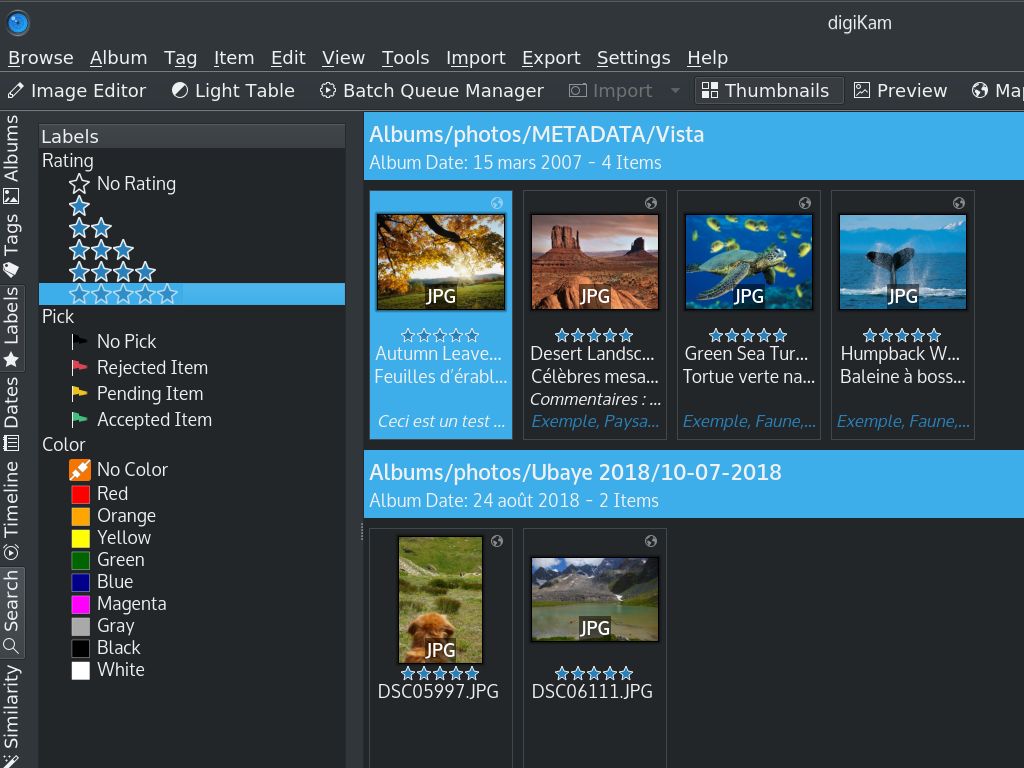 digiKam
Browse Album Tag Item Edit View Tools Import Export Settings Help
Image Editor Light Table Batch Queue Manager Import Thumbnails Preview Map
Albums
Tags
Labels
Dates
Timeline
Search
Similarity
Labels
Rating
No Rating
Pick
No Pick
Rejected Item
Pending Item
Accepted Item
Color
No Color
Red
Orange
Yellow
Green
Blue
Magenta
Gray
Black
White
Albums/photos/METADATA/Vista
Album Date: 15 mars 2007 - 4 Items
JPG JPG JPG JPG
Autumn Leave... Desert Landsc... Green Sea Tur... Humpback W...
Feuilles d'érabl... Célèbres mesa... Tortue verte na... Baleine à boss...
Commentaires : ...
Ceci est un test ... Exemple, Paysa... Exemple, Faune,... Exemple, Faune,...
Albums/photos/Ubaye 2018/10-07-2018
Album Date: 24 août 2018 - 2 Items
JPG JPG
DSC05997.JPG DSC06111.JPG